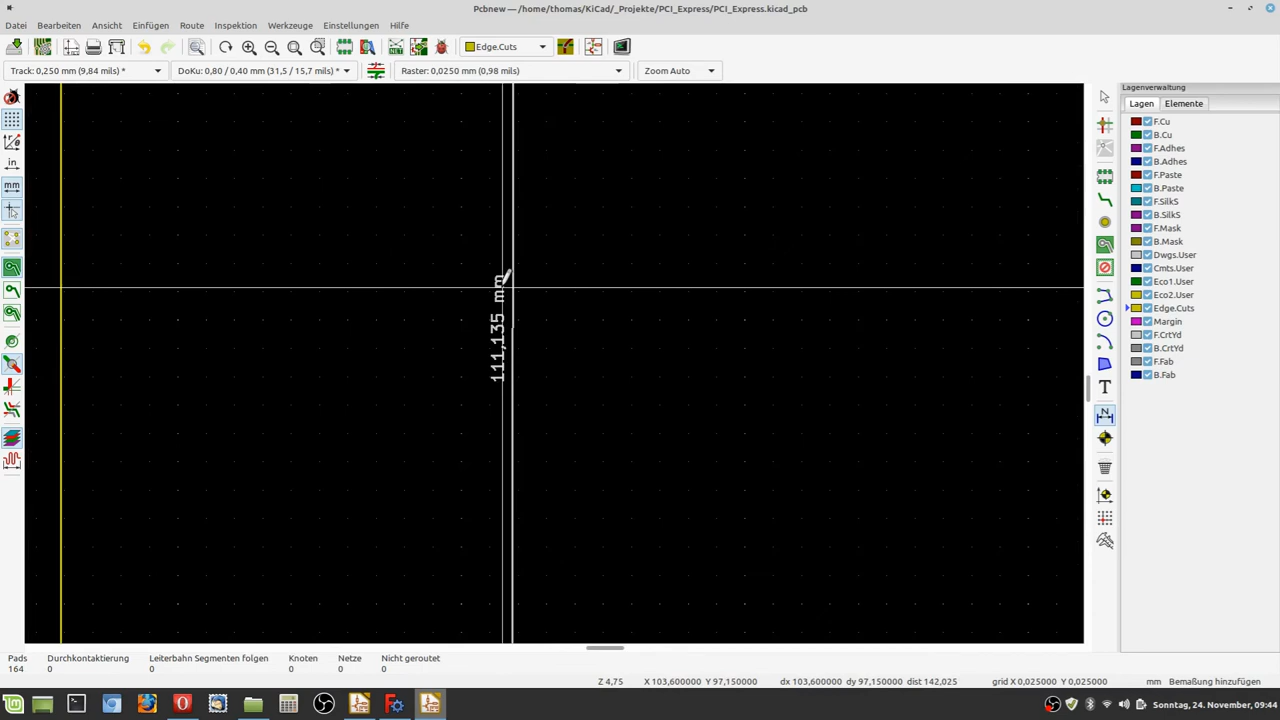 Pcbnew — /home/thomas/KiCad/_Projekte/PCI_Express/PCI_Express.kicad_pcb
Datei Bearbeiten Ansicht Einfügen Route Inspektion Werkzeuge Einstellungen Hilfe
Edge.Cuts
Track: 0,250 mm (9,84 mils) * DoKu: 0,80 / 0,40 mm (31,5 / 15,7 mils) * Raster: 0,0250 mm (0,98 mils) Zoom Auto
Lagenverwaltung
Lagen Elemente
F.Cu
B.Cu
F.Adhes
B.Adhes
F.Paste
B.Paste
F.SilkS
B.SilkS
F.Mask
B.Mask
Dwgs.User
Cmts.User
Eco1.User
Eco2.User
Edge.Cuts
Margin
F.CrtYd
B.CrtYd
F.Fab
B.Fab
in
mm
111,135 mm
T
N
Pads Durchkontaktierung Leiterbahn Segmenten folgen Knoten Netze Nicht geroutet
164 0 0 0 0 0
Z 4,75 X 103,600000 Y 97,150000 dx 103,600000 dy 97,150000 dist 142,025 grid X 0,025000 Y 0,025000 mm Bemaßung hinzufügen
Sonntag, 24. November, 09:44